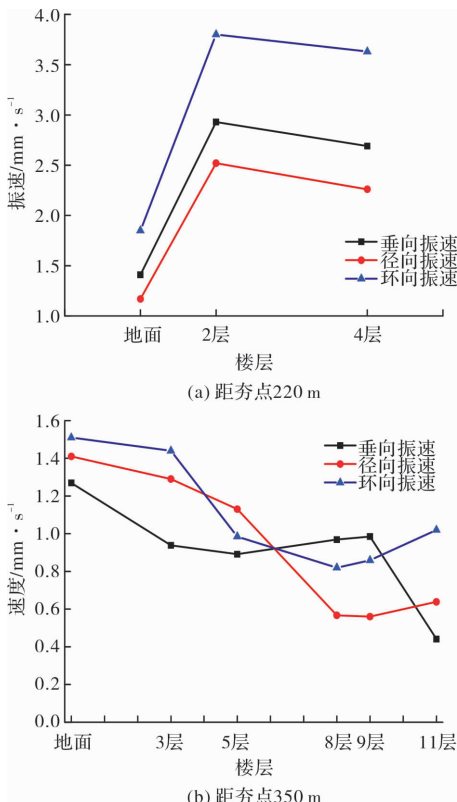 4.0
3.5
3.0
2.5
2.0
1.5
1.0
振速/mm·s⁻¹
垂向振速
径向振速
环向振速
地面 2层 4层
楼层
(a) 距夯点220 m
1.6
1.4
1.2
1.0
0.8
0.6
0.4
0.2
0.0
速度/mm·s⁻¹
垂向振速
径向振速
环向振速
地面 3层 5层 8层 9层 11层
楼层
(b) 距夯点350 m